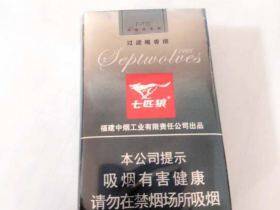 过滤嘴香烟
Septwolves
七匹狼
福建中烟工业有限责任公司出品
本公司提示
吸烟有害健康
请勿在禁烟场所吸烟